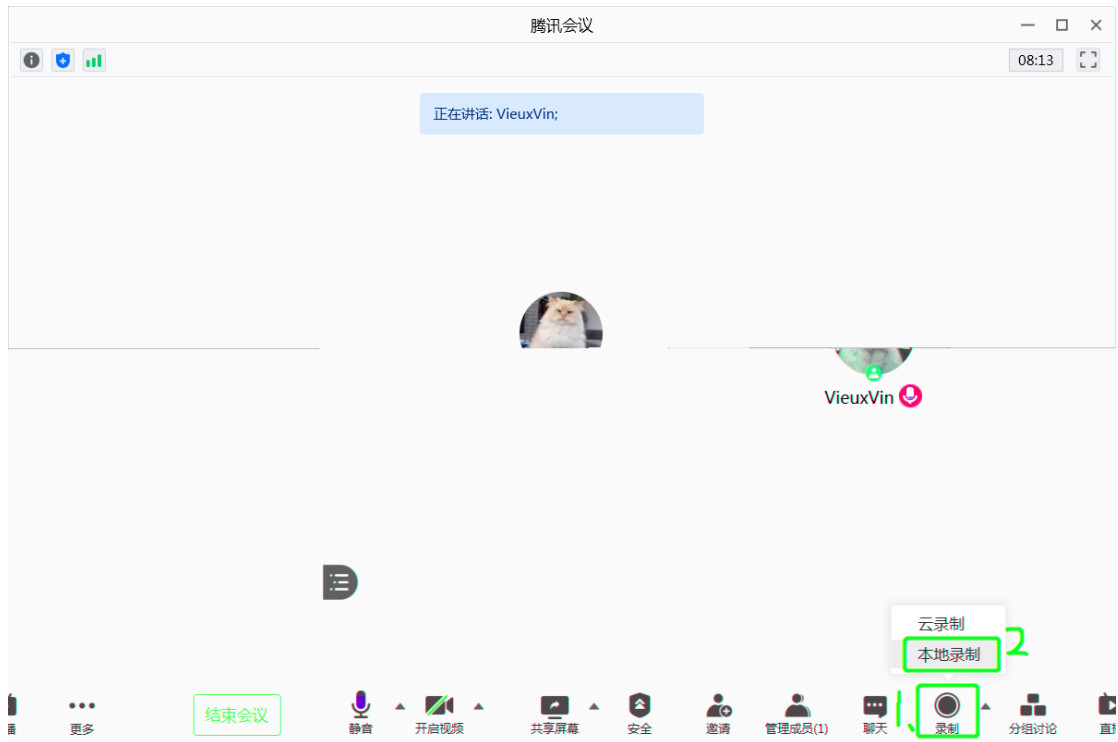 腾讯会议
08:13
正在讲话: VieuxVin;
VieuxVin
云录制
本地录制
2
更多
结束会议
静音
开启视频
共享屏幕
安全
邀请
管理成员(1)
聊天
1、
录制
分组讨论